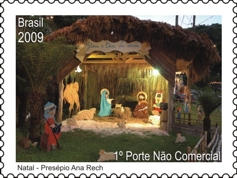 Brasil
2009
1º Porte Não Comercial
Natal - Presépio Ana Rech